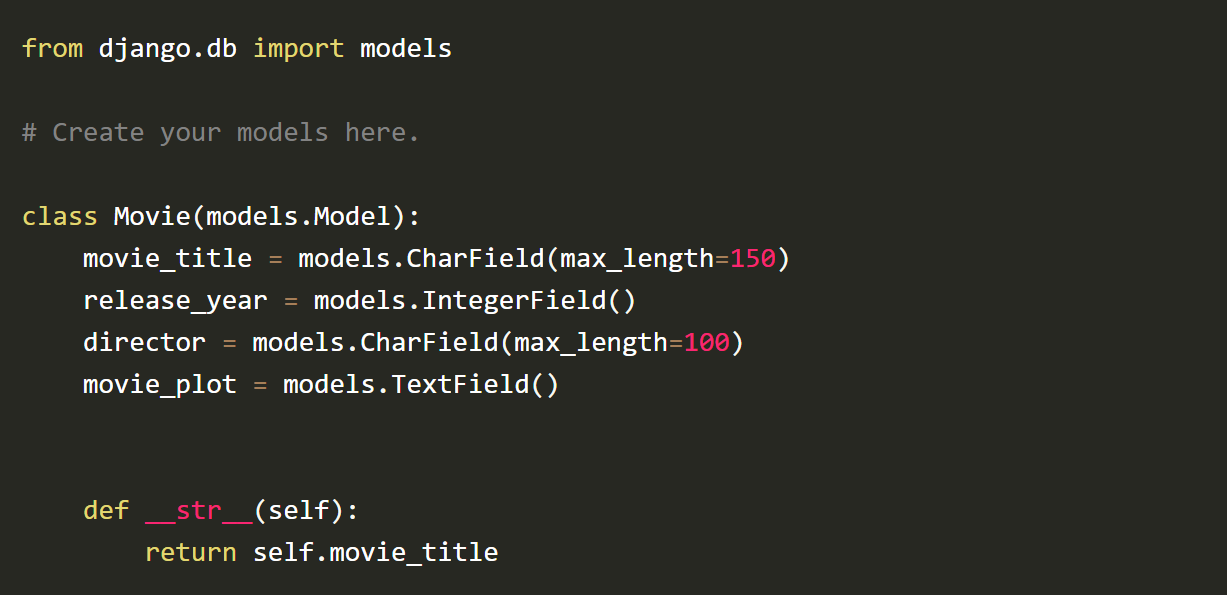 from django.db import models
# Create your models here.
class Movie(models.Model):
    movie_title = models.CharField(max_length=150)
    release_year = models.IntegerField()
    director = models.CharField(max_length=100)
    movie_plot = models.TextField()
    def __str__(self):
        return self.movie_title